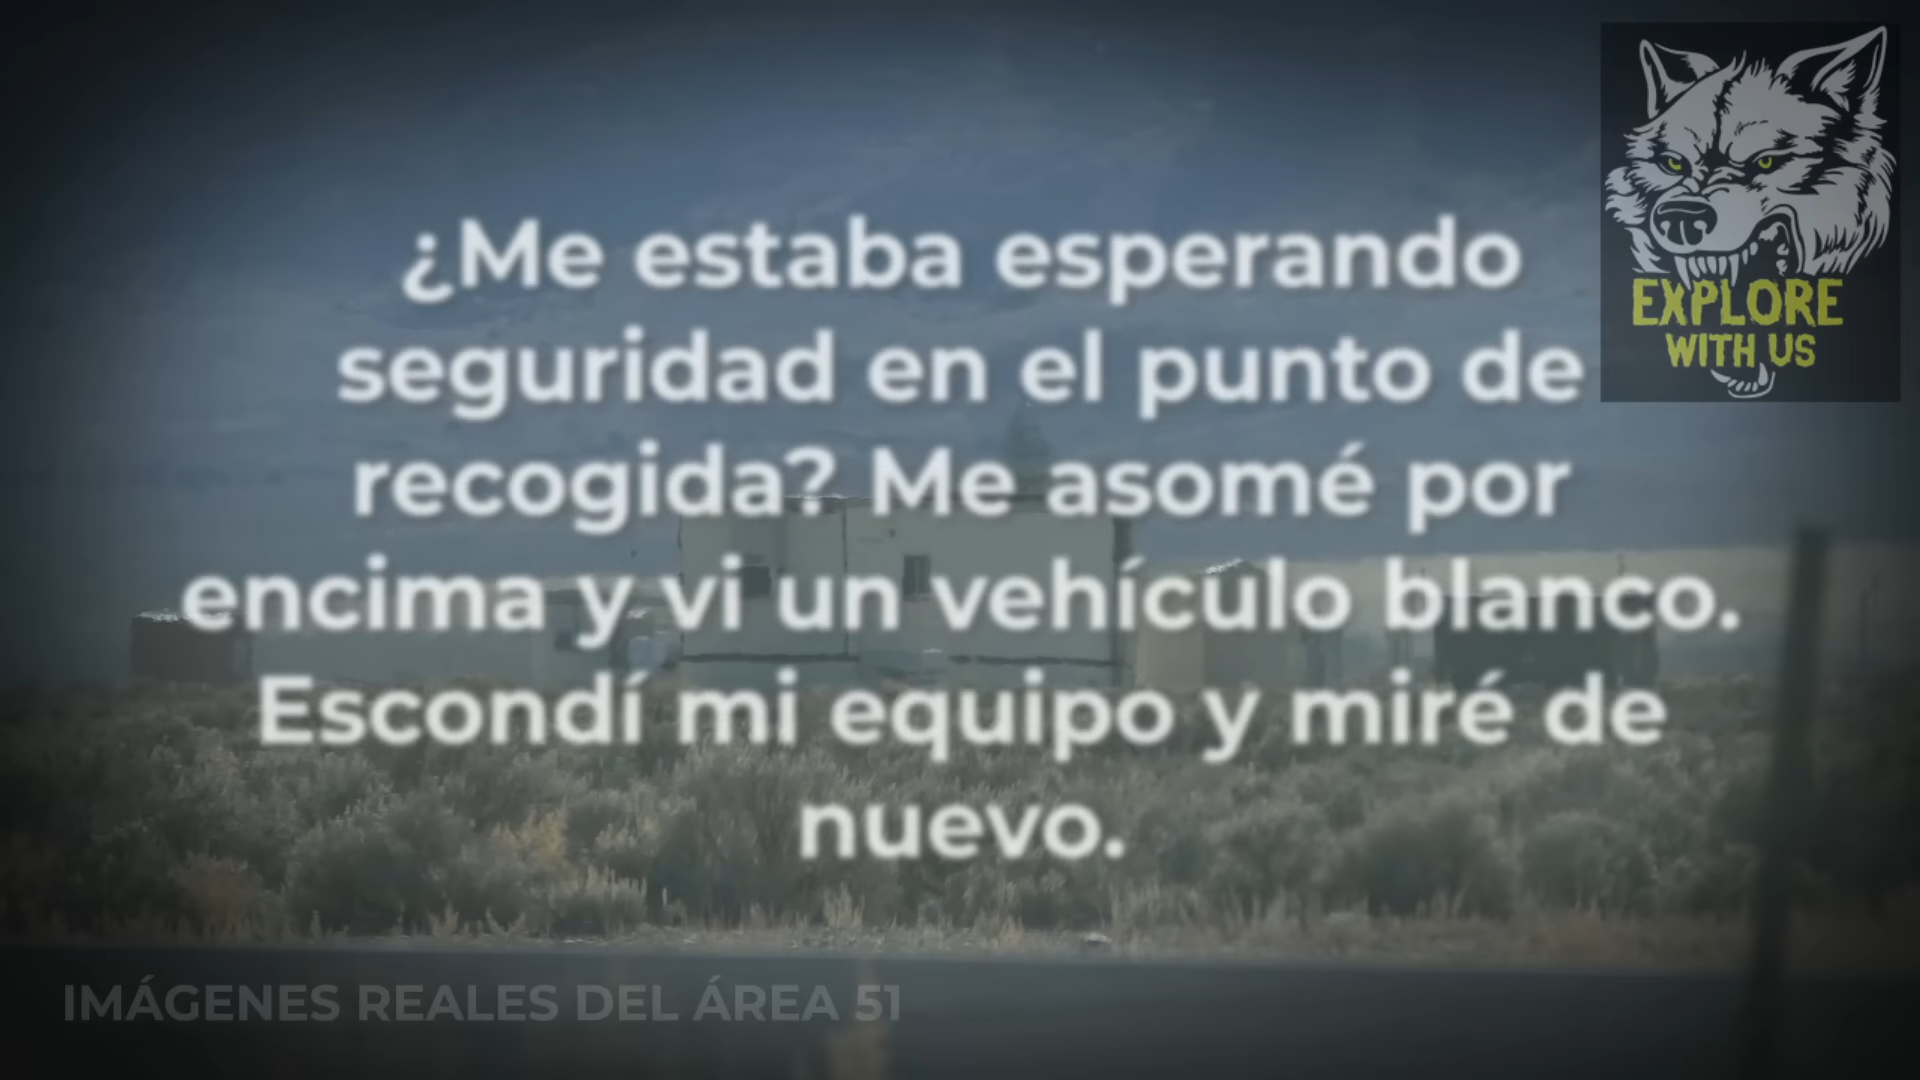 ¿Me estaba esperando
seguridad en el punto de
recogida? Me asomé por
encima y vi un vehículo blanco.
Escondí mi equipo y miré de
nuevo.
EXPLORE
WITH US
IMÁGENES REALES DEL ÁREA 51